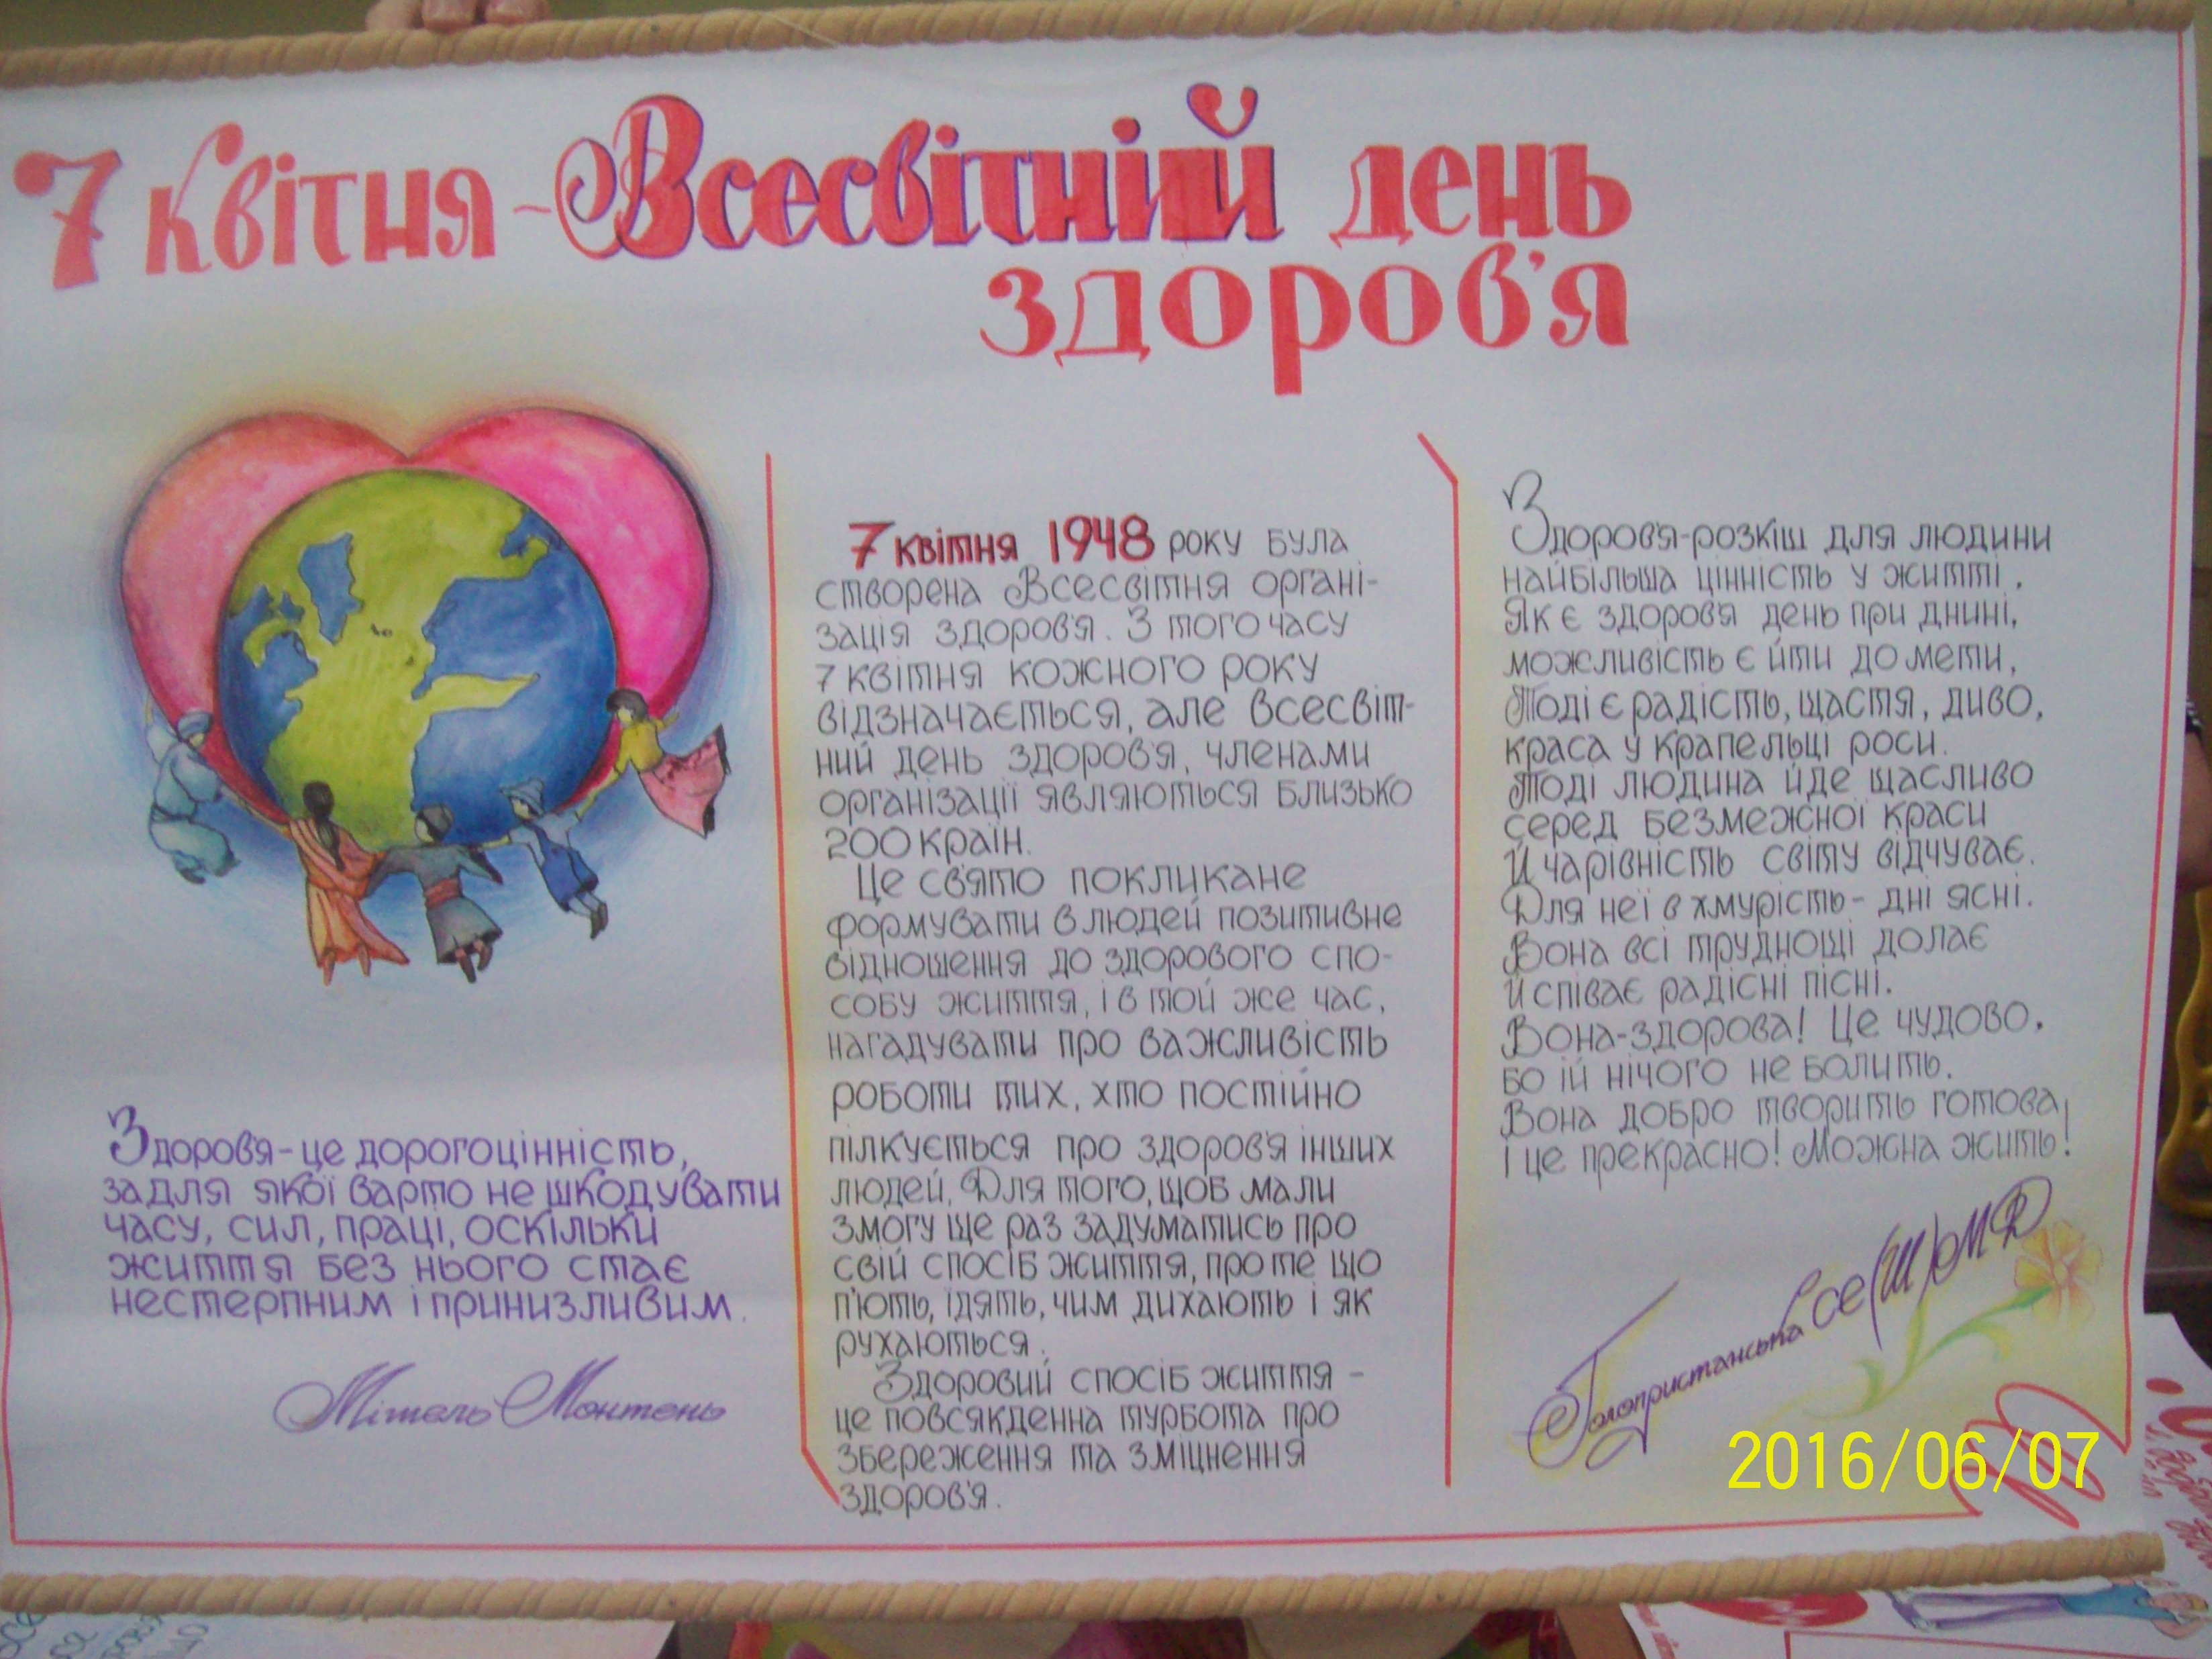 7 квітня - Всесвітній день
здоров'я
Здоров'я - це дорогоцінність,
задля якої варто не шкодувати
часу, сил, праці, оскільки
життя без нього стає
нестерпним і принизливим.
Мішель Монтень
7 квітня 1948 року була
створена Всесвітня органі-
зація здоров'я. З того часу
7 квітня кожного року
відзначається, але всесвіт-
ний день здоров'я, членами
організації являються близько
200 країн.
Це свято покликане
формувати в людей позитивне
відношення до здорового спо-
собу життя, і в той же час,
нагадувати про важливість
роботи тих, хто постійно
пілкується про здоров'я інших
людей. Для того, щоб мали
змогу ще раз задуматись про
свій спосіб життя, про те що
п'ють, їдять, чим дихають і як
рухаються.
Здоровий спосіб життя -
це повсякденна турбота про
збереження та зміцнення
здоров'я.
Здоров'я-розкіш для людини
найбільша цінність у житті.
Як є здоров'я день при днині,
можливість є йти до мети,
Тоді є радість, щастя, диво,
краса у крапельці роси.
Тоді людина йде щасливо
серед безмежної краси
Й чарівність світу відчуває.
Для неї в хмурість - дні ясні.
Вона всі труднощі долає
й співає радісні пісні.
Вона-здорова! Це чудово,
бо їй нічого не болить.
Вона добро творить готова,
і це прекрасно! Можна жить!
Голопристанська СЕ(Ш)МД
2016/06/07